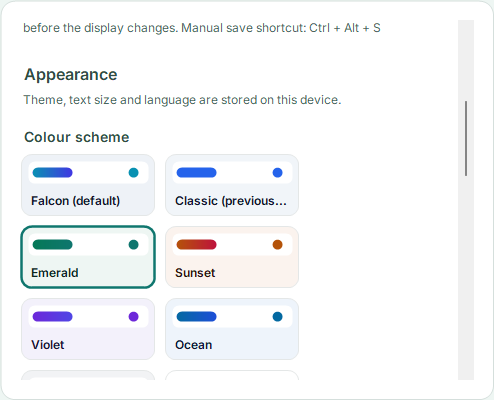 before the display changes. Manual save shortcut: Ctrl + Alt + S
Appearance
Theme, text size and language are stored on this device.
Colour scheme
Falcon (default)
Classic (previous...
Emerald
Sunset
Violet
Ocean